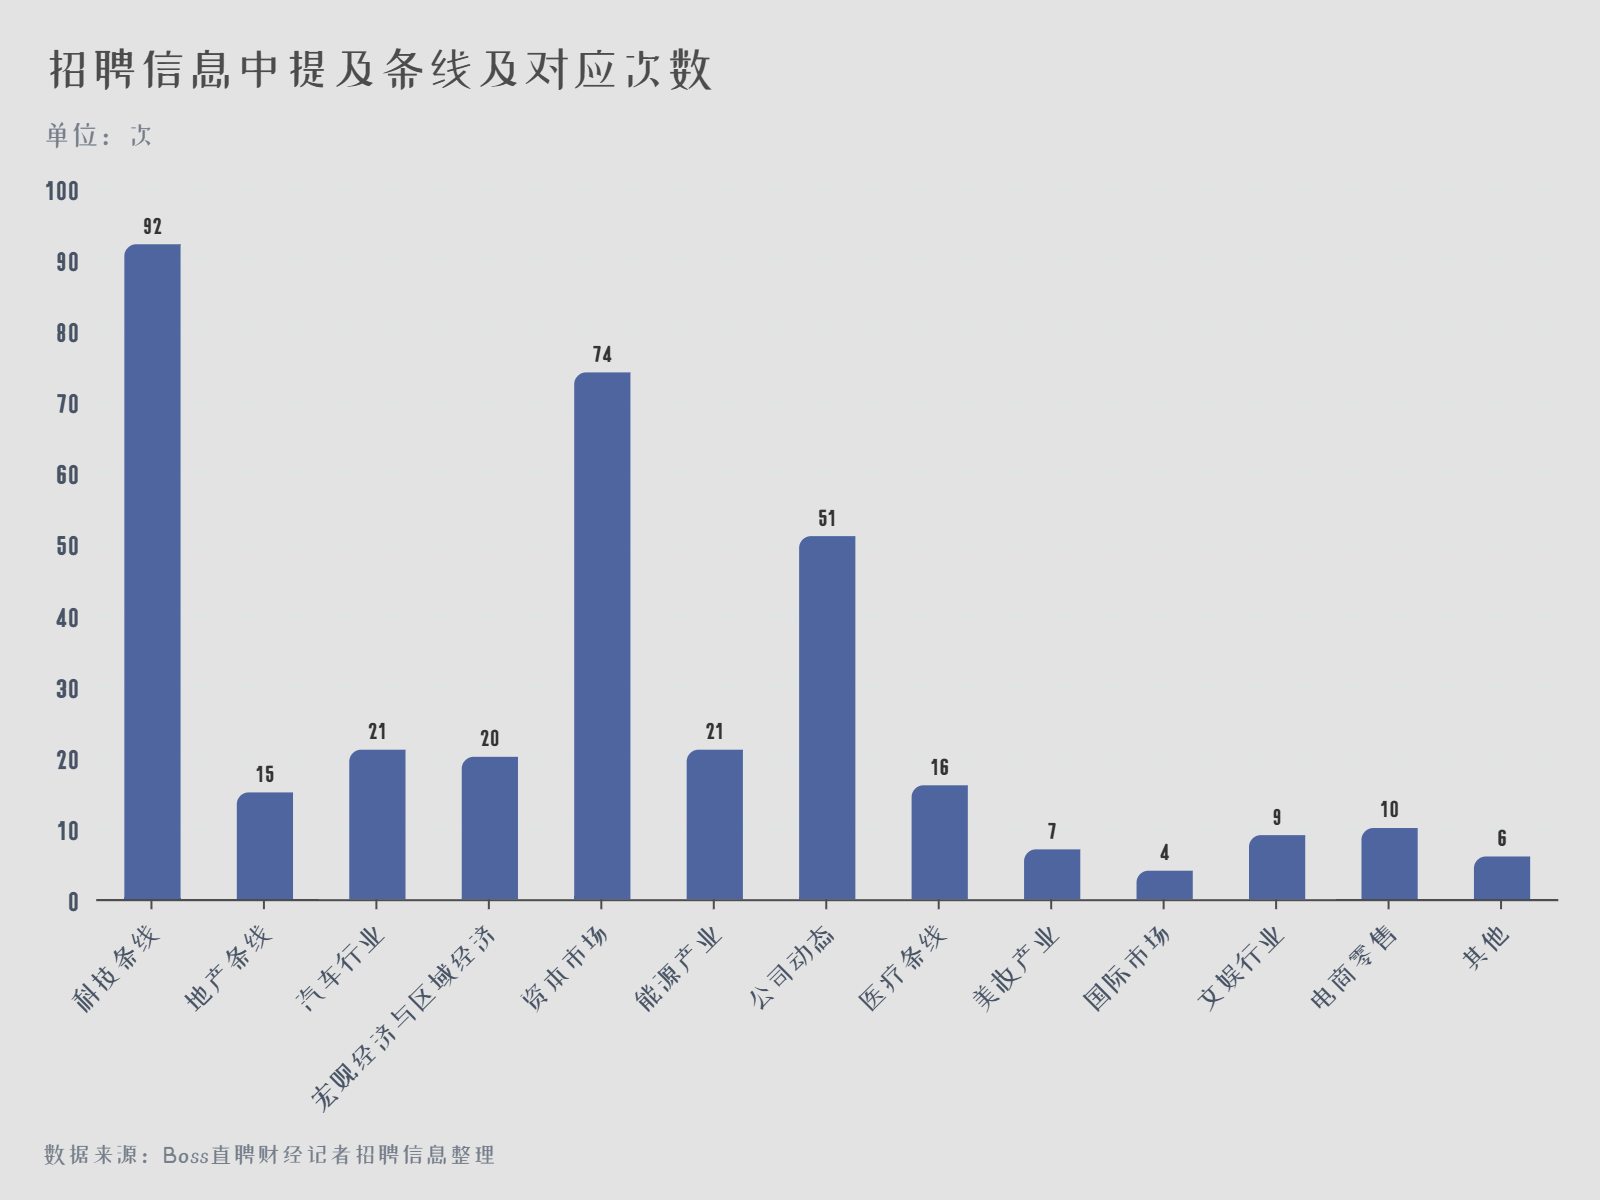 招聘信息中提及条线及对应次数
单位：次
100
90
80
70
60
50
40
30
20
10
0
92
15
21
20
74
21
51
16
7
4
9
10
6
科技条线
地产条线
汽车行业
宏观经济与区域经济
资本市场
能源产业
公司动态
医疗条线
美妆产业
国际市场
文娱行业
电商零售
其他
数据来源：Boss直聘财经记者招聘信息整理